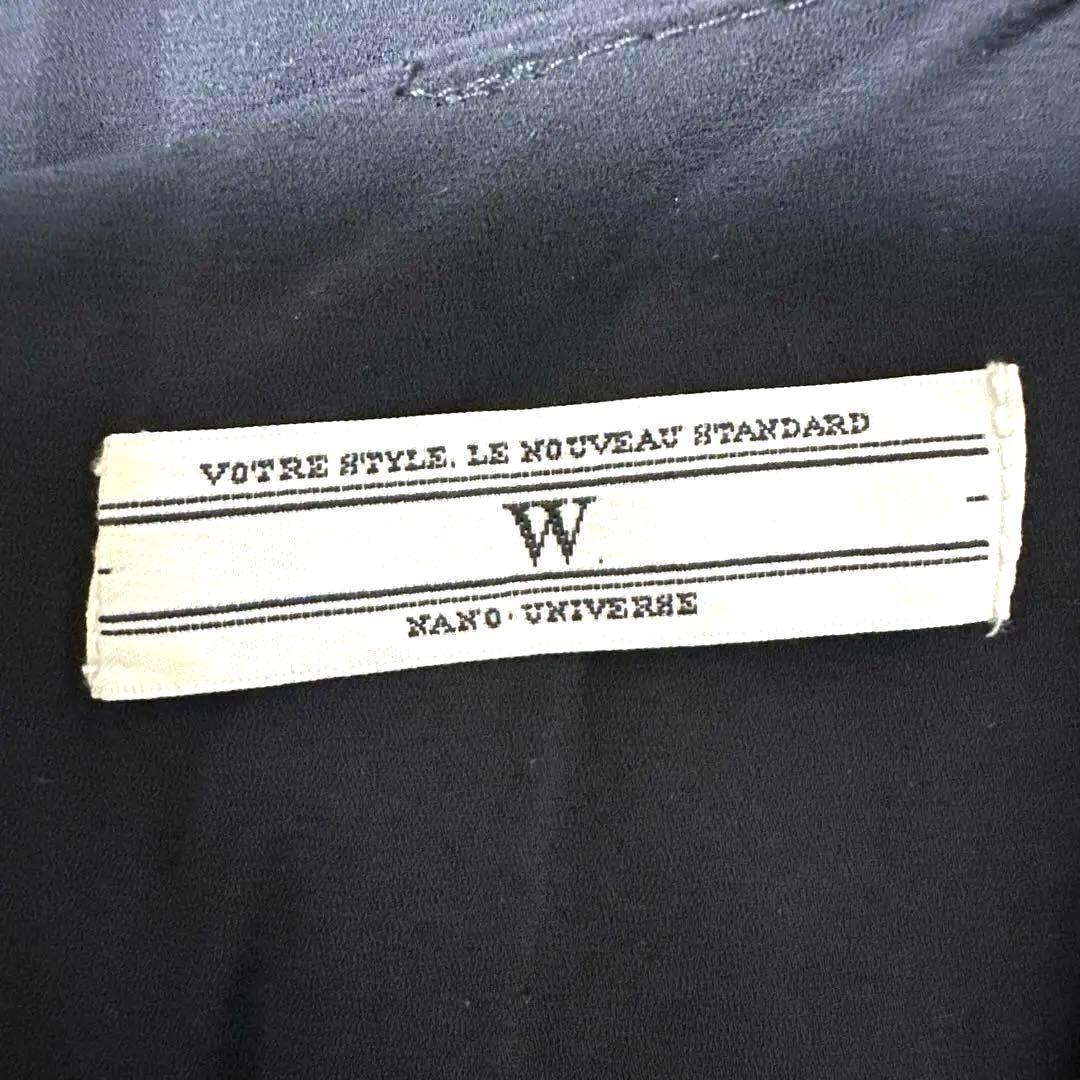 VOTRE STYLE. LE NOUVEAU STANDARD
W
NANO·UNIVERSE